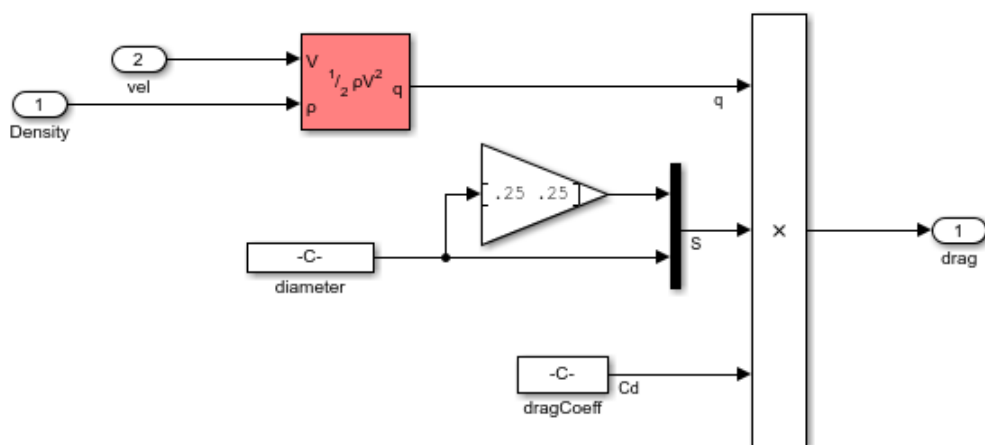 2
vel
1
Density
V
ρ
1/2 ρV²
q
q
[.25 .25]
-C-
diameter
S
×
1
drag
-C-
dragCoeff
Cd